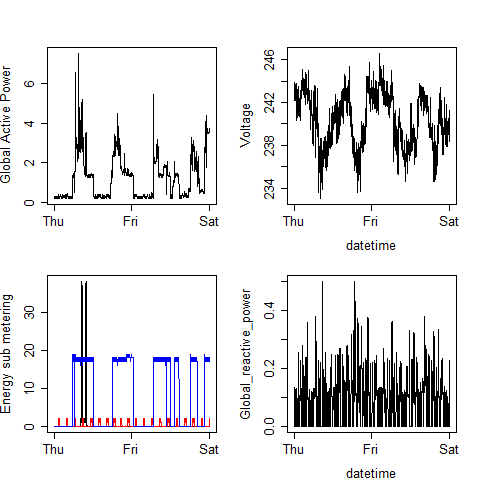 Global Active Power
6
4
2
0
Thu
Fri
Sat
Voltage
246
242
238
234
Thu
Fri
Sat
datetime
Energy sub metering
30
20
10
0
Thu
Fri
Sat
Global_reactive_power
0.4
0.2
0.0
Thu
Fri
Sat
datetime